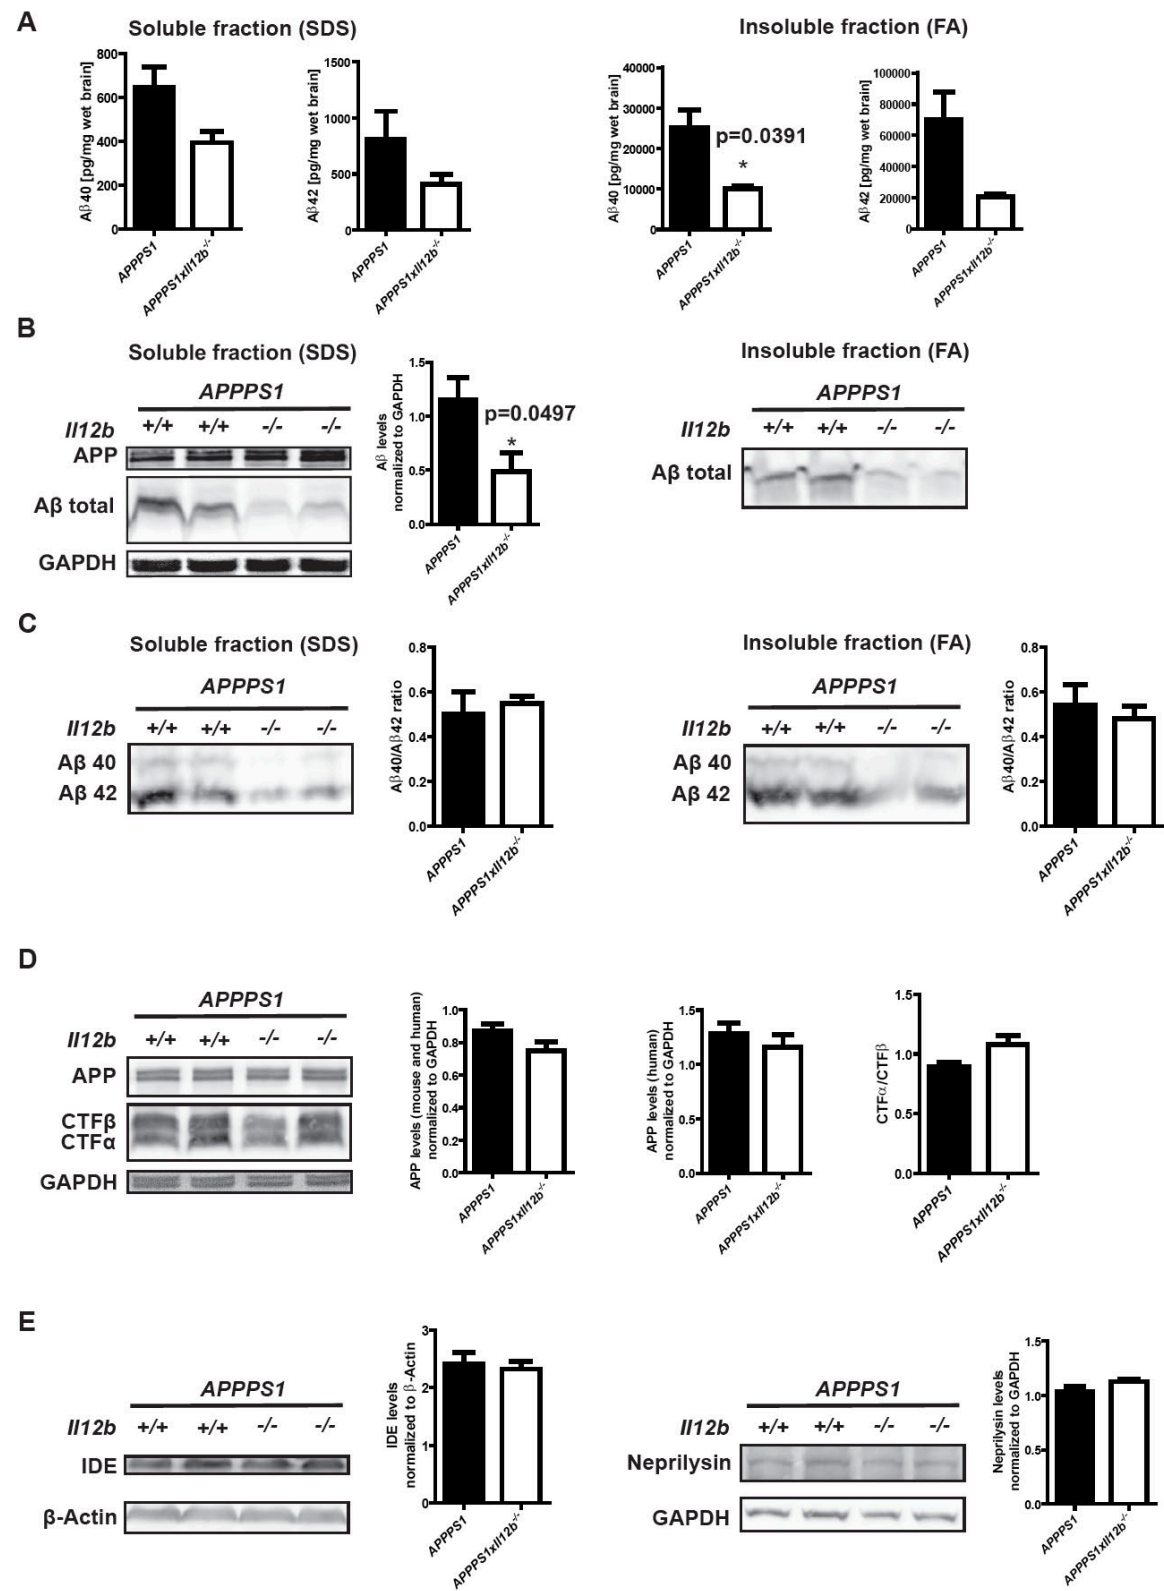 A
Soluble fraction (SDS)
Insoluble fraction (FA)
Aβ40 [pg/mg wet brain]
800
600
400
200
0
APPPS1
APPPS1xIl12b-/-
Aβ42 [pg/mg wet brain]
1500
1000
500
0
APPPS1
APPPS1xIl12b-/-
Aβ40 [pg/mg wet brain]
40000
30000
20000
10000
0
p=0.0391
*
APPPS1
APPPS1xIl12b-/-
Aβ42 [pg/mg wet brain]
100000
80000
60000
40000
20000
0
APPPS1
APPPS1xIl12b-/-
B
Soluble fraction (SDS)
APPPS1
Il12b +/+ +/+ -/- -/-
APP
Aβ total
GAPDH
Aβ levels
normalized to GAPDH
1.5
1.0
0.5
0.0
p=0.0497
*
APPPS1
APPPS1xIl12b-/-
Insoluble fraction (FA)
APPPS1
Il12b +/+ +/+ -/- -/-
Aβ total
C
Soluble fraction (SDS)
APPPS1
Il12b +/+ +/+ -/- -/-
Aβ 40
Aβ 42
Aβ40/Aβ42 ratio
0.8
0.6
0.4
0.2
0.0
APPPS1
APPPS1xIl12b-/-
Insoluble fraction (FA)
APPPS1
Il12b +/+ +/+ -/- -/-
Aβ 40
Aβ 42
Aβ40/Aβ42 ratio
0.8
0.6
0.4
0.2
0.0
APPPS1
APPPS1xIl12b-/-
D
APPPS1
Il12b +/+ +/+ -/- -/-
APP
CTFβ
CTFα
GAPDH
APP levels (mouse and human)
normalized to GAPDH
1.0
0.8
0.6
0.4
0.2
0.0
APPPS1
APPPS1xIl12b-/-
APP levels (human)
normalized to GAPDH
1.5
1.0
1.5
0.0
APPPS1
APPPS1xIl12b-/-
CTFα/CTFβ
1.5
1.0
0.5
0.0
APPPS1
APPPS1xIl12b-/-
E
APPPS1
Il12b +/+ +/+ -/- -/-
IDE
β-Actin
IDE levels
normalized to β-Actin
3
2
1
0
APPPS1
APPPS1xIl12b-/-
APPPS1
Il12b +/+ +/+ -/- -/-
Neprilysin
GAPDH
Neprilysin levels
normalized to GAPDH
1.5
1.0
0.5
0.0
APPPS1
APPPS1xIl12b-/-